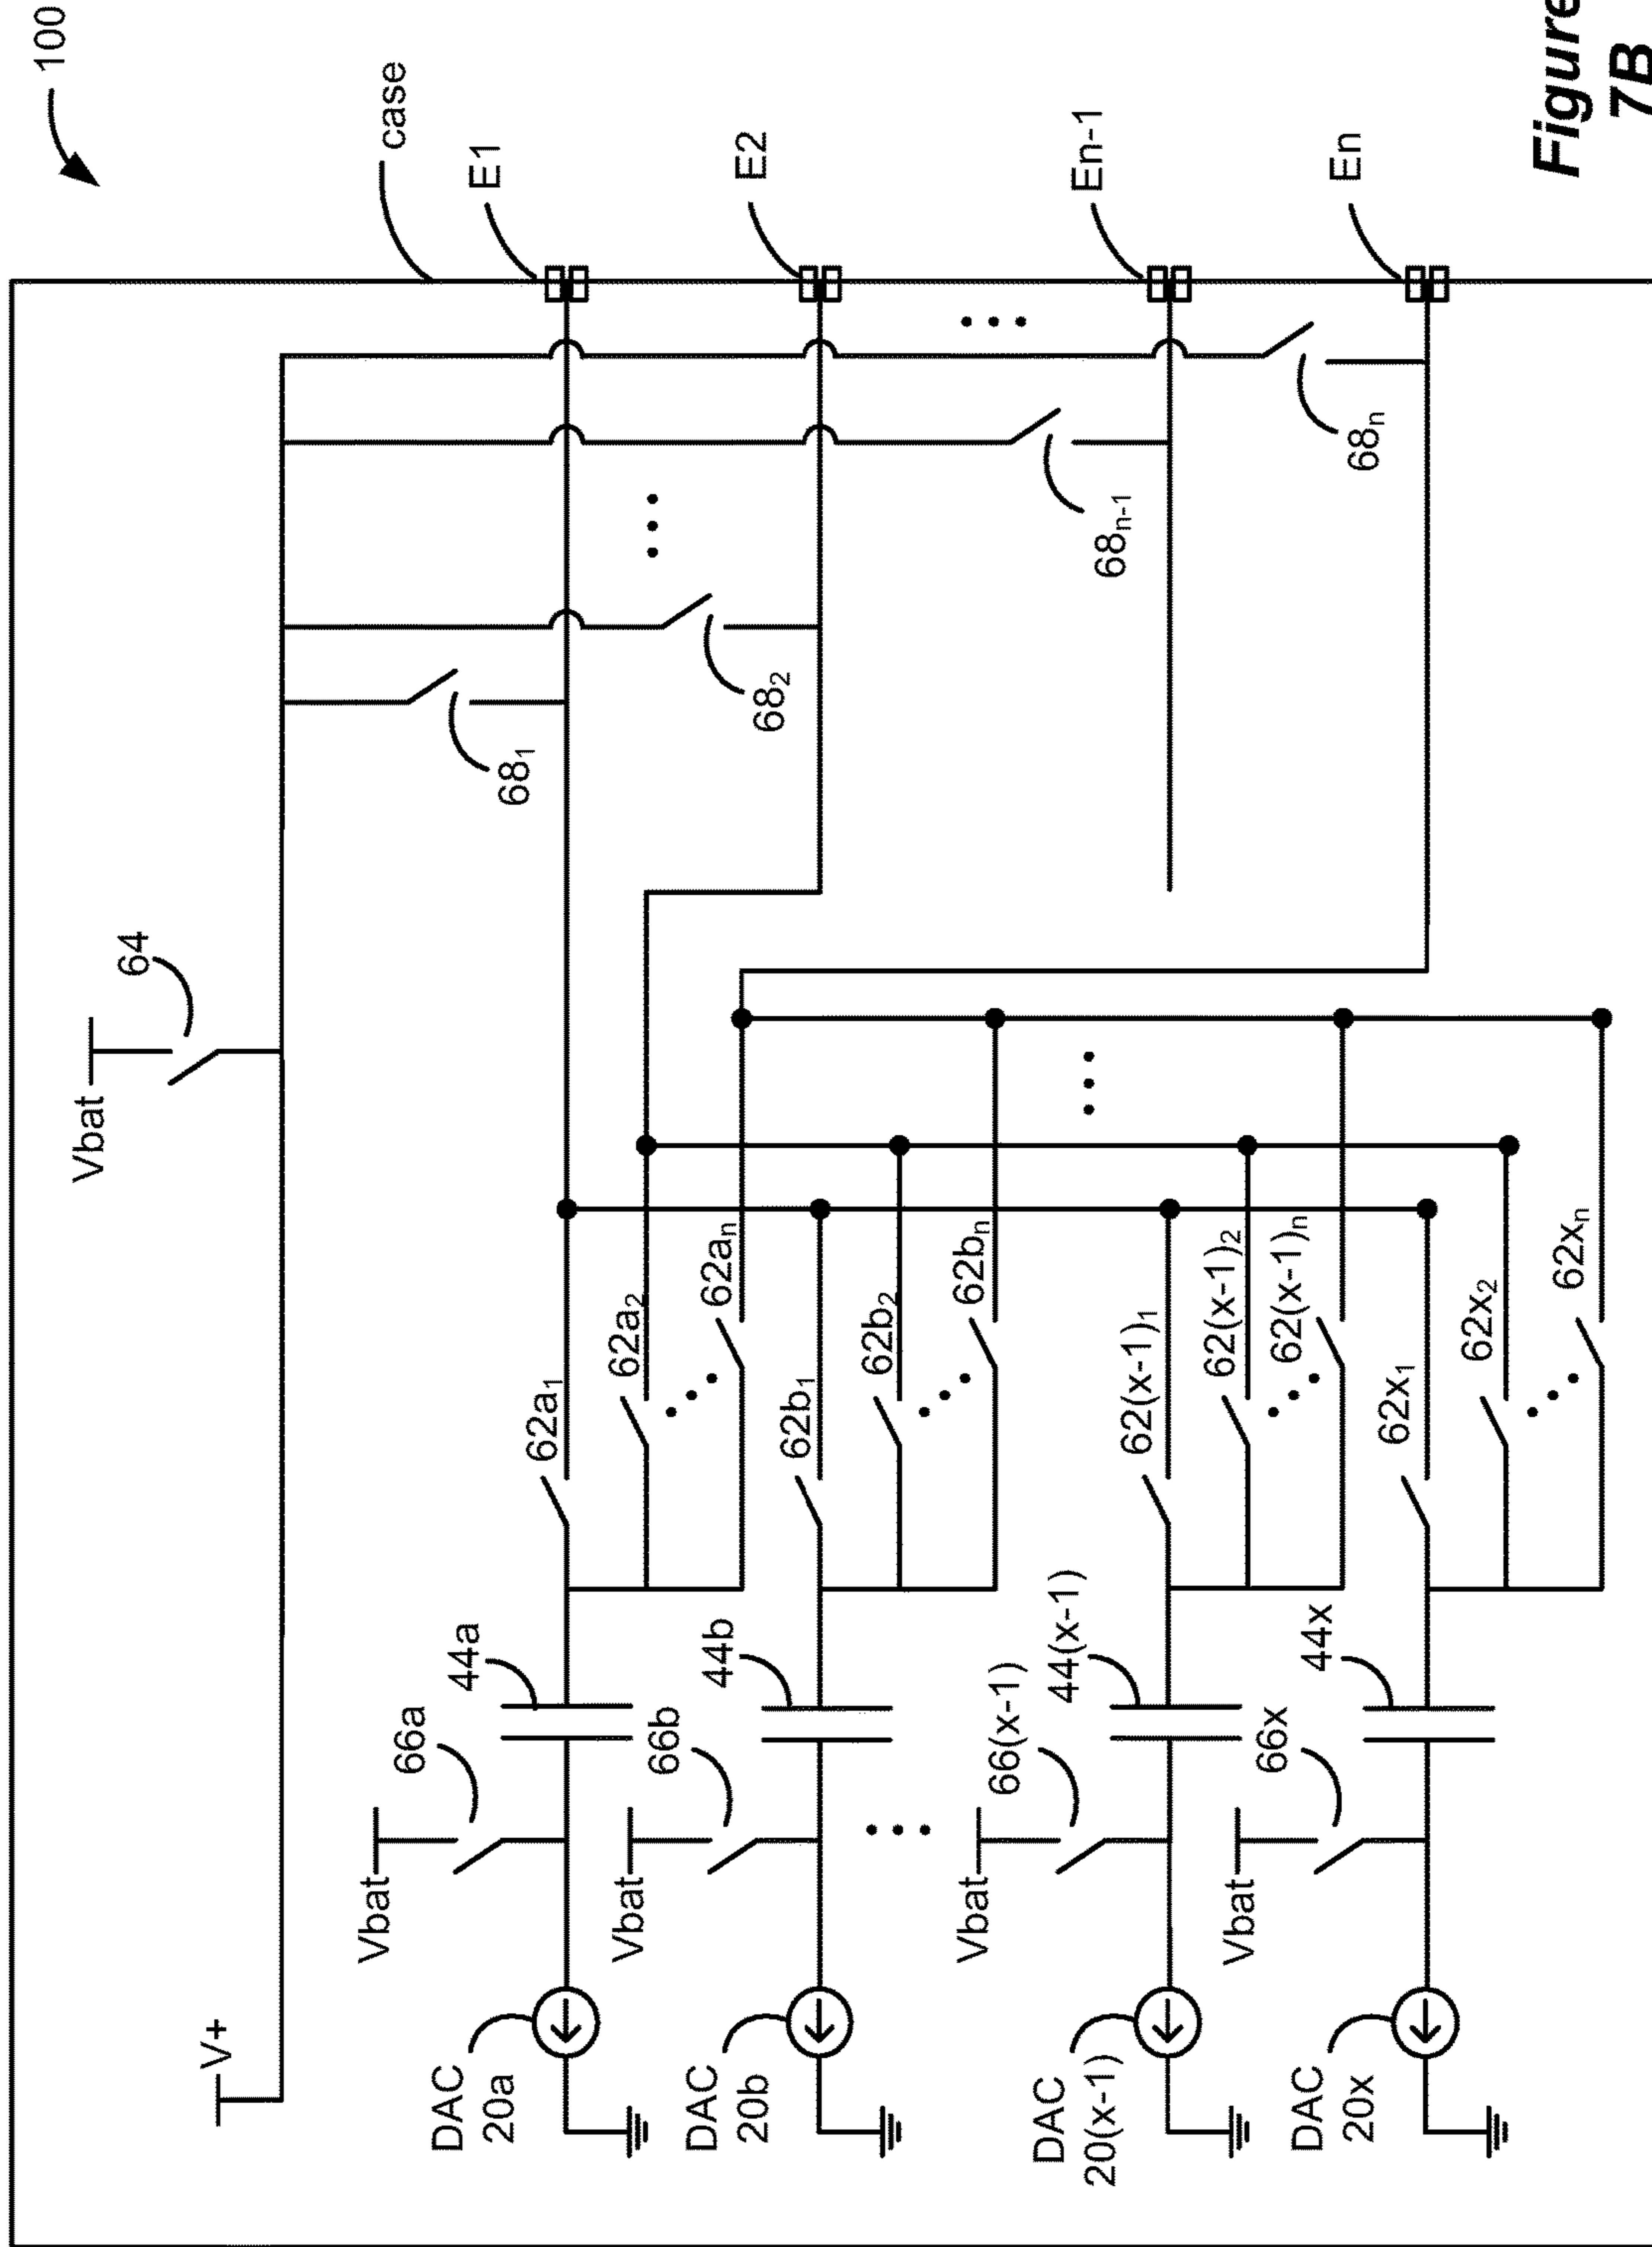 100
case
E1
E2
En-1
En
Figure
7B
V+
Vbat
64
68₁
68₂
68ₙ₋₁
68ₙ
DAC
20a
Vbat
66a
44a
62a₁
62a₂
62aₙ
DAC
20b
Vbat
66b
44b
62b₁
62b₂
62bₙ
DAC
20(x-1)
Vbat
66(x-1)
44(x-1)
62(x-1)₁
62(x-1)₂
62(x-1)ₙ
DAC
20x
Vbat
66x
44x
62x₁
62x₂
62xₙ